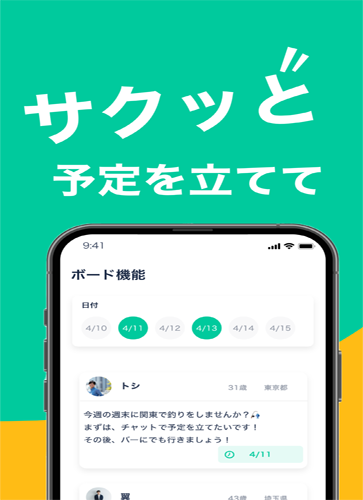 サクッと
予定を立てて
9:41
ボード機能
日付
4/10 4/11 4/12 4/13 4/14 4/15
トシ 31歳 東京都
今週の週末に関東で釣りをしませんか？🎣
まずは、チャットで予定を立てたいです！
その後、バーにでも行きましょう！
4/11
翼 30歳 埼玉県